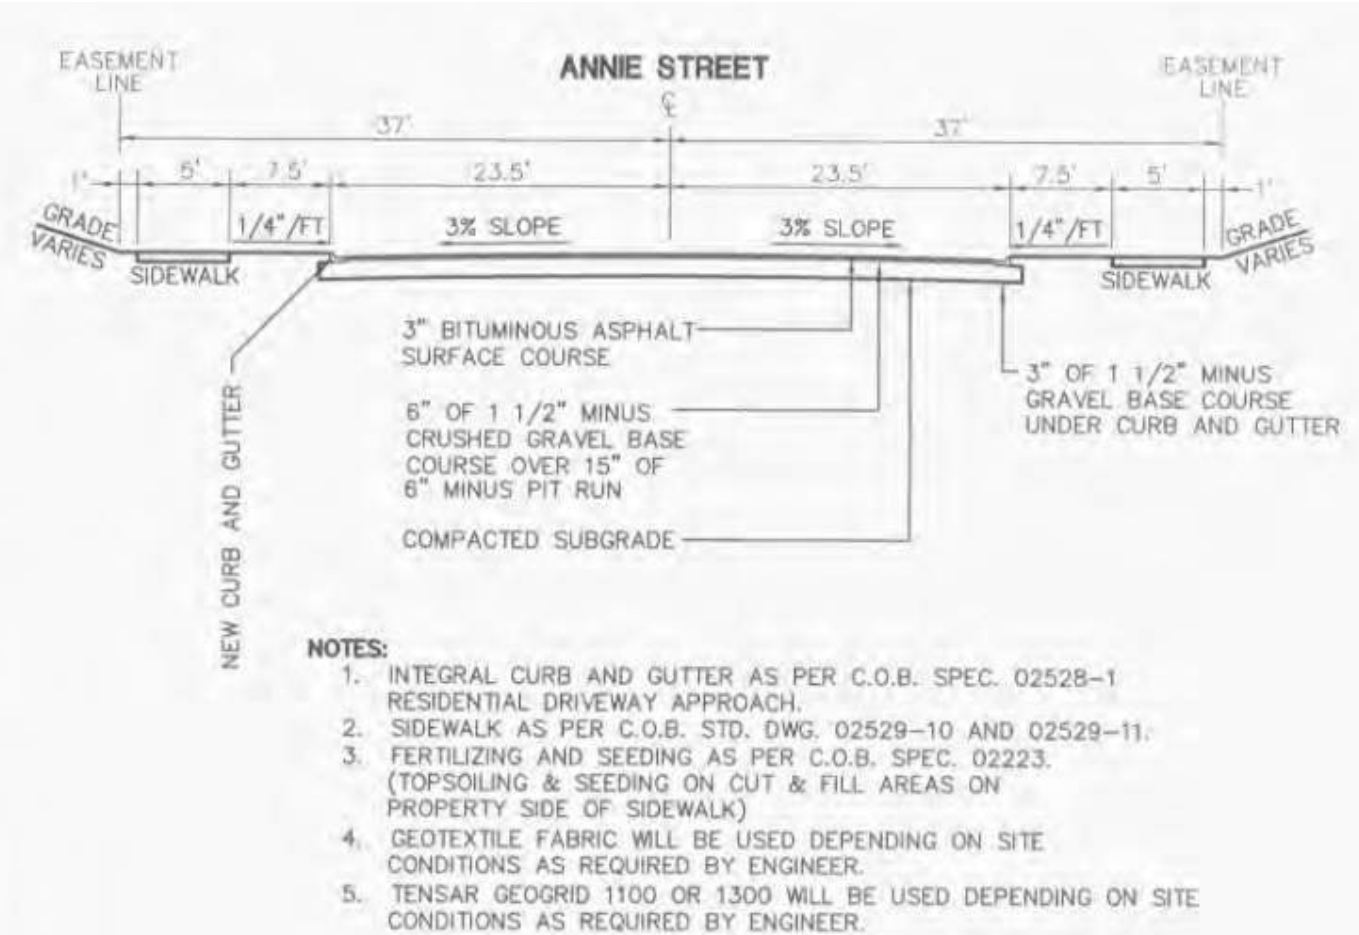 EASEMENT
LINE
ANNIE STREET
℄
EASEMENT
LINE
37'
37'
1'
5'
7.5'
23.5'
23.5'
7.5'
5'
1'
GRADE
VARIES
1/4"/FT
3% SLOPE
3% SLOPE
1/4"/FT
GRADE
VARIES
SIDEWALK
SIDEWALK
NEW CURB AND GUTTER
3" BITUMINOUS ASPHALT
SURFACE COURSE
6" OF 1 1/2" MINUS
CRUSHED GRAVEL BASE
COURSE OVER 15" OF
6" MINUS PIT RUN
COMPACTED SUBGRADE
3" OF 1 1/2" MINUS
GRAVEL BASE COURSE
UNDER CURB AND GUTTER
NOTES:
1. INTEGRAL CURB AND GUTTER AS PER C.O.B. SPEC. 02528-1
RESIDENTIAL DRIVEWAY APPROACH.
2. SIDEWALK AS PER C.O.B. STD. DWG. 02529-10 AND 02529-11.
3. FERTILIZING AND SEEDING AS PER C.O.B. SPEC. 02223.
(TOPSOILING & SEEDING ON CUT & FILL AREAS ON
PROPERTY SIDE OF SIDEWALK)
4. GEOTEXTILE FABRIC WILL BE USED DEPENDING ON SITE
CONDITIONS AS REQUIRED BY ENGINEER.
5. TENSAR GEOGRID 1100 OR 1300 WILL BE USED DEPENDING ON SITE
CONDITIONS AS REQUIRED BY ENGINEER.